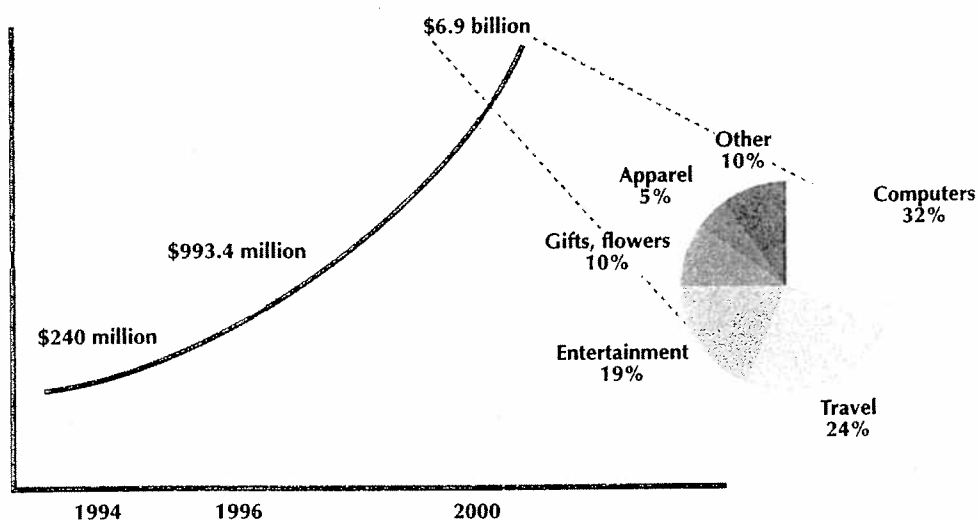 $6.9 billion
Other
10%
Apparel
5%
Computers
32%
$993.4 million
Gifts, flowers
10%
$240 million
Entertainment
19%
Travel
24%
1994
1996
2000